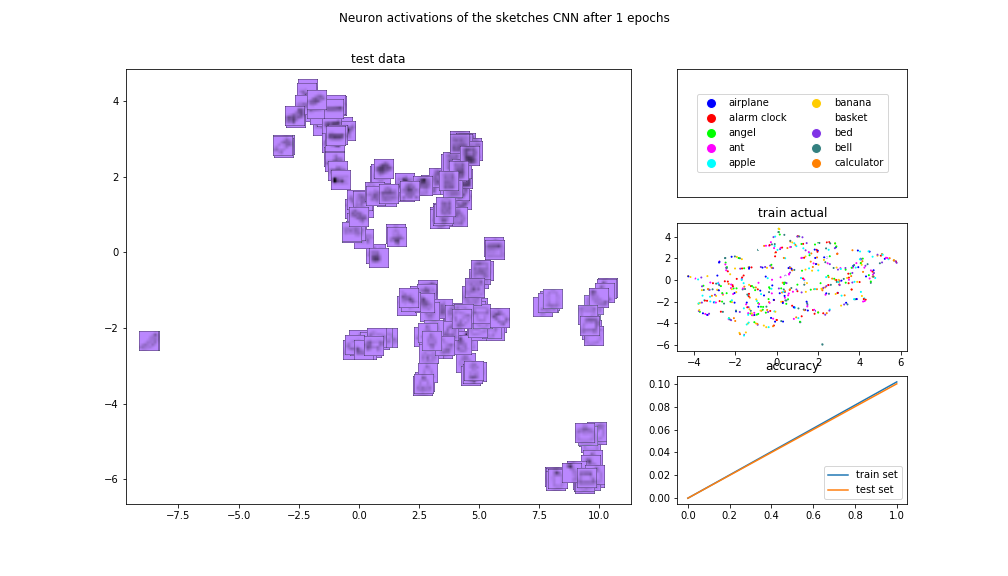 Neuron activations of the sketches CNN after 1 epochs
test data
4
2
0
−2
−4
−6
−7.5 −5.0 −2.5 0.0 2.5 5.0 7.5 10.0
airplane banana
alarm clock basket
angel bed
ant bell
apple calculator
train actual
4
2
0
−2
−4
−6
−4 −2 0 2 4 6
accuracy
0.10
0.08
0.06
0.04
0.02
0.00
train set
test set
0.0 0.2 0.4 0.6 0.8 1.0